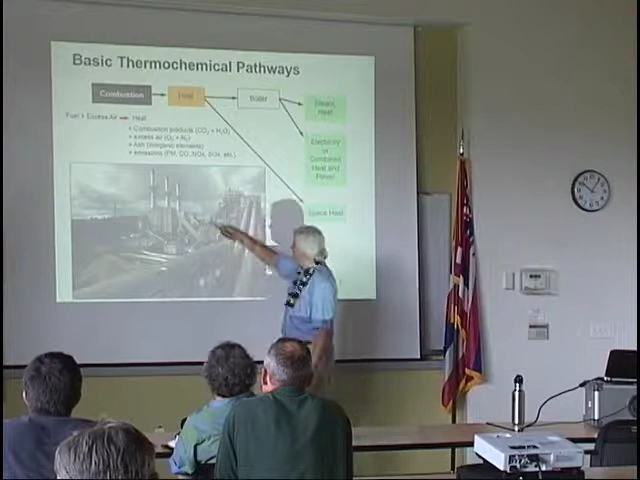 Basic Thermochemical Pathways
Combustion
Heat
Boiler
Steam,
Heat
Fuel + Excess Air → Heat
+ Combustion products (CO2 + H2O)
+ excess air (O2 + N2)
+ Ash (inorganic elements)
+ emissions (PM, CO, NOx, SOx, etc.)
Electricity
or
Combined
Heat and
Power
Space Heat